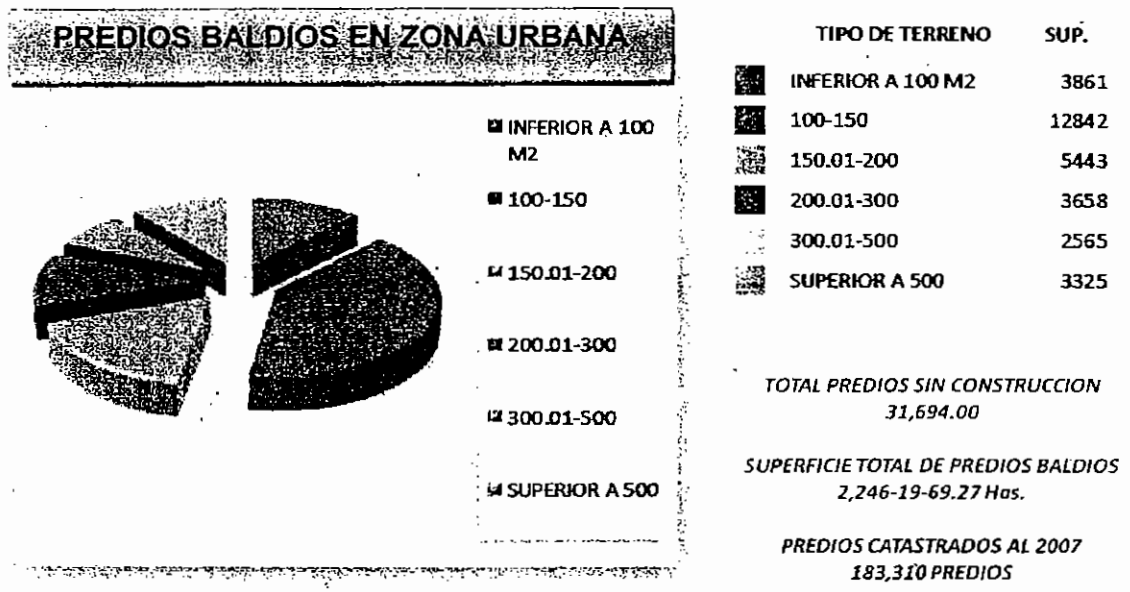 PREDIOS BALDIOS EN ZONA URBANA
INFERIOR A 100
M2
100-150
150.01-200
200.01-300
300.01-500
SUPERIOR A 500
TIPO DE TERRENO SUP.
INFERIOR A 100 M2 3861
100-150 12842
150.01-200 5443
200.01-300 3658
300.01-500 2565
SUPERIOR A 500 3325
TOTAL PREDIOS SIN CONSTRUCCION
31,694.00
SUPERFICIE TOTAL DE PREDIOS BALDIOS
2,246-19-69.27 Has.
PREDIOS CATASTRADOS AL 2007
183,310 PREDIOS